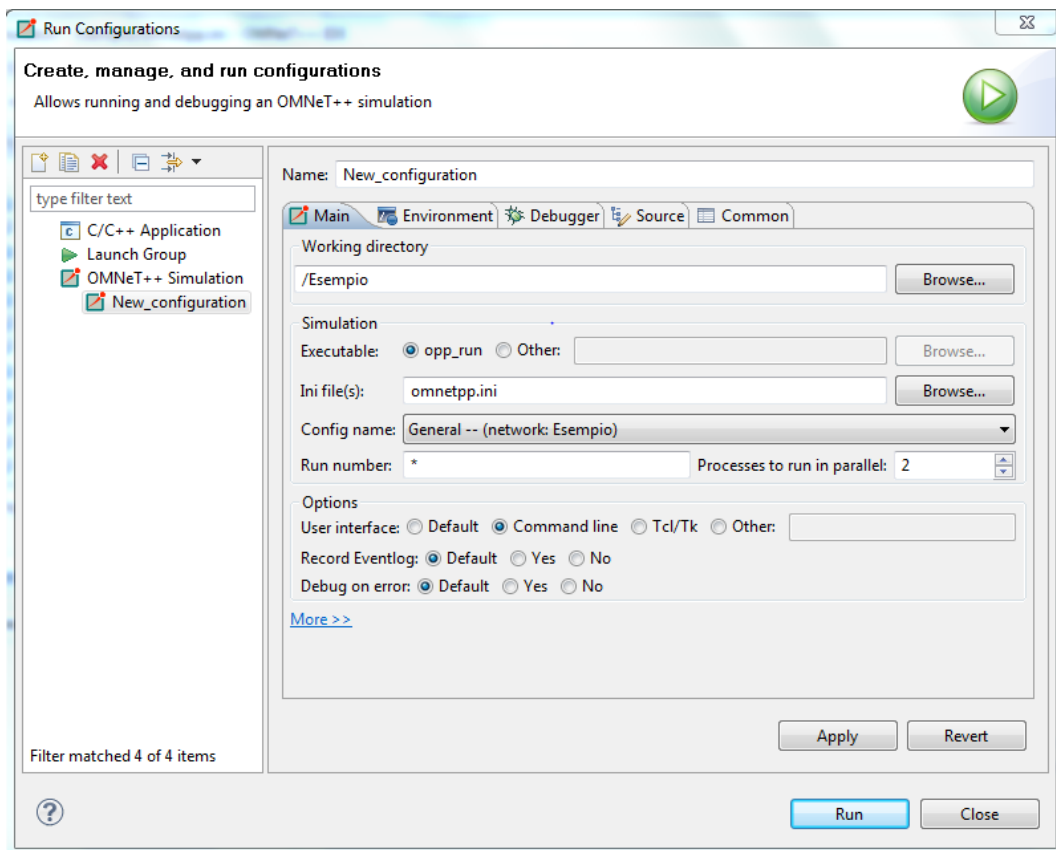 Run Configurations
Create, manage, and run configurations
Allows running and debugging an OMNeT++ simulation
type filter text
C/C++ Application
Launch Group
OMNeT++ Simulation
New_configuration
Filter matched 4 of 4 items
Name: New_configuration
Main Environment Debugger Source Common
Working directory
/Esempio Browse...
Simulation
Executable: opp_run Other: Browse...
Ini file(s): omnetpp.ini Browse...
Config name: General -- (network: Esempio)
Run number: * Processes to run in parallel: 2
Options
User interface: Default Command line Tcl/Tk Other:
Record Eventlog: Default Yes No
Debug on error: Default Yes No
More >>
Apply Revert
Run Close